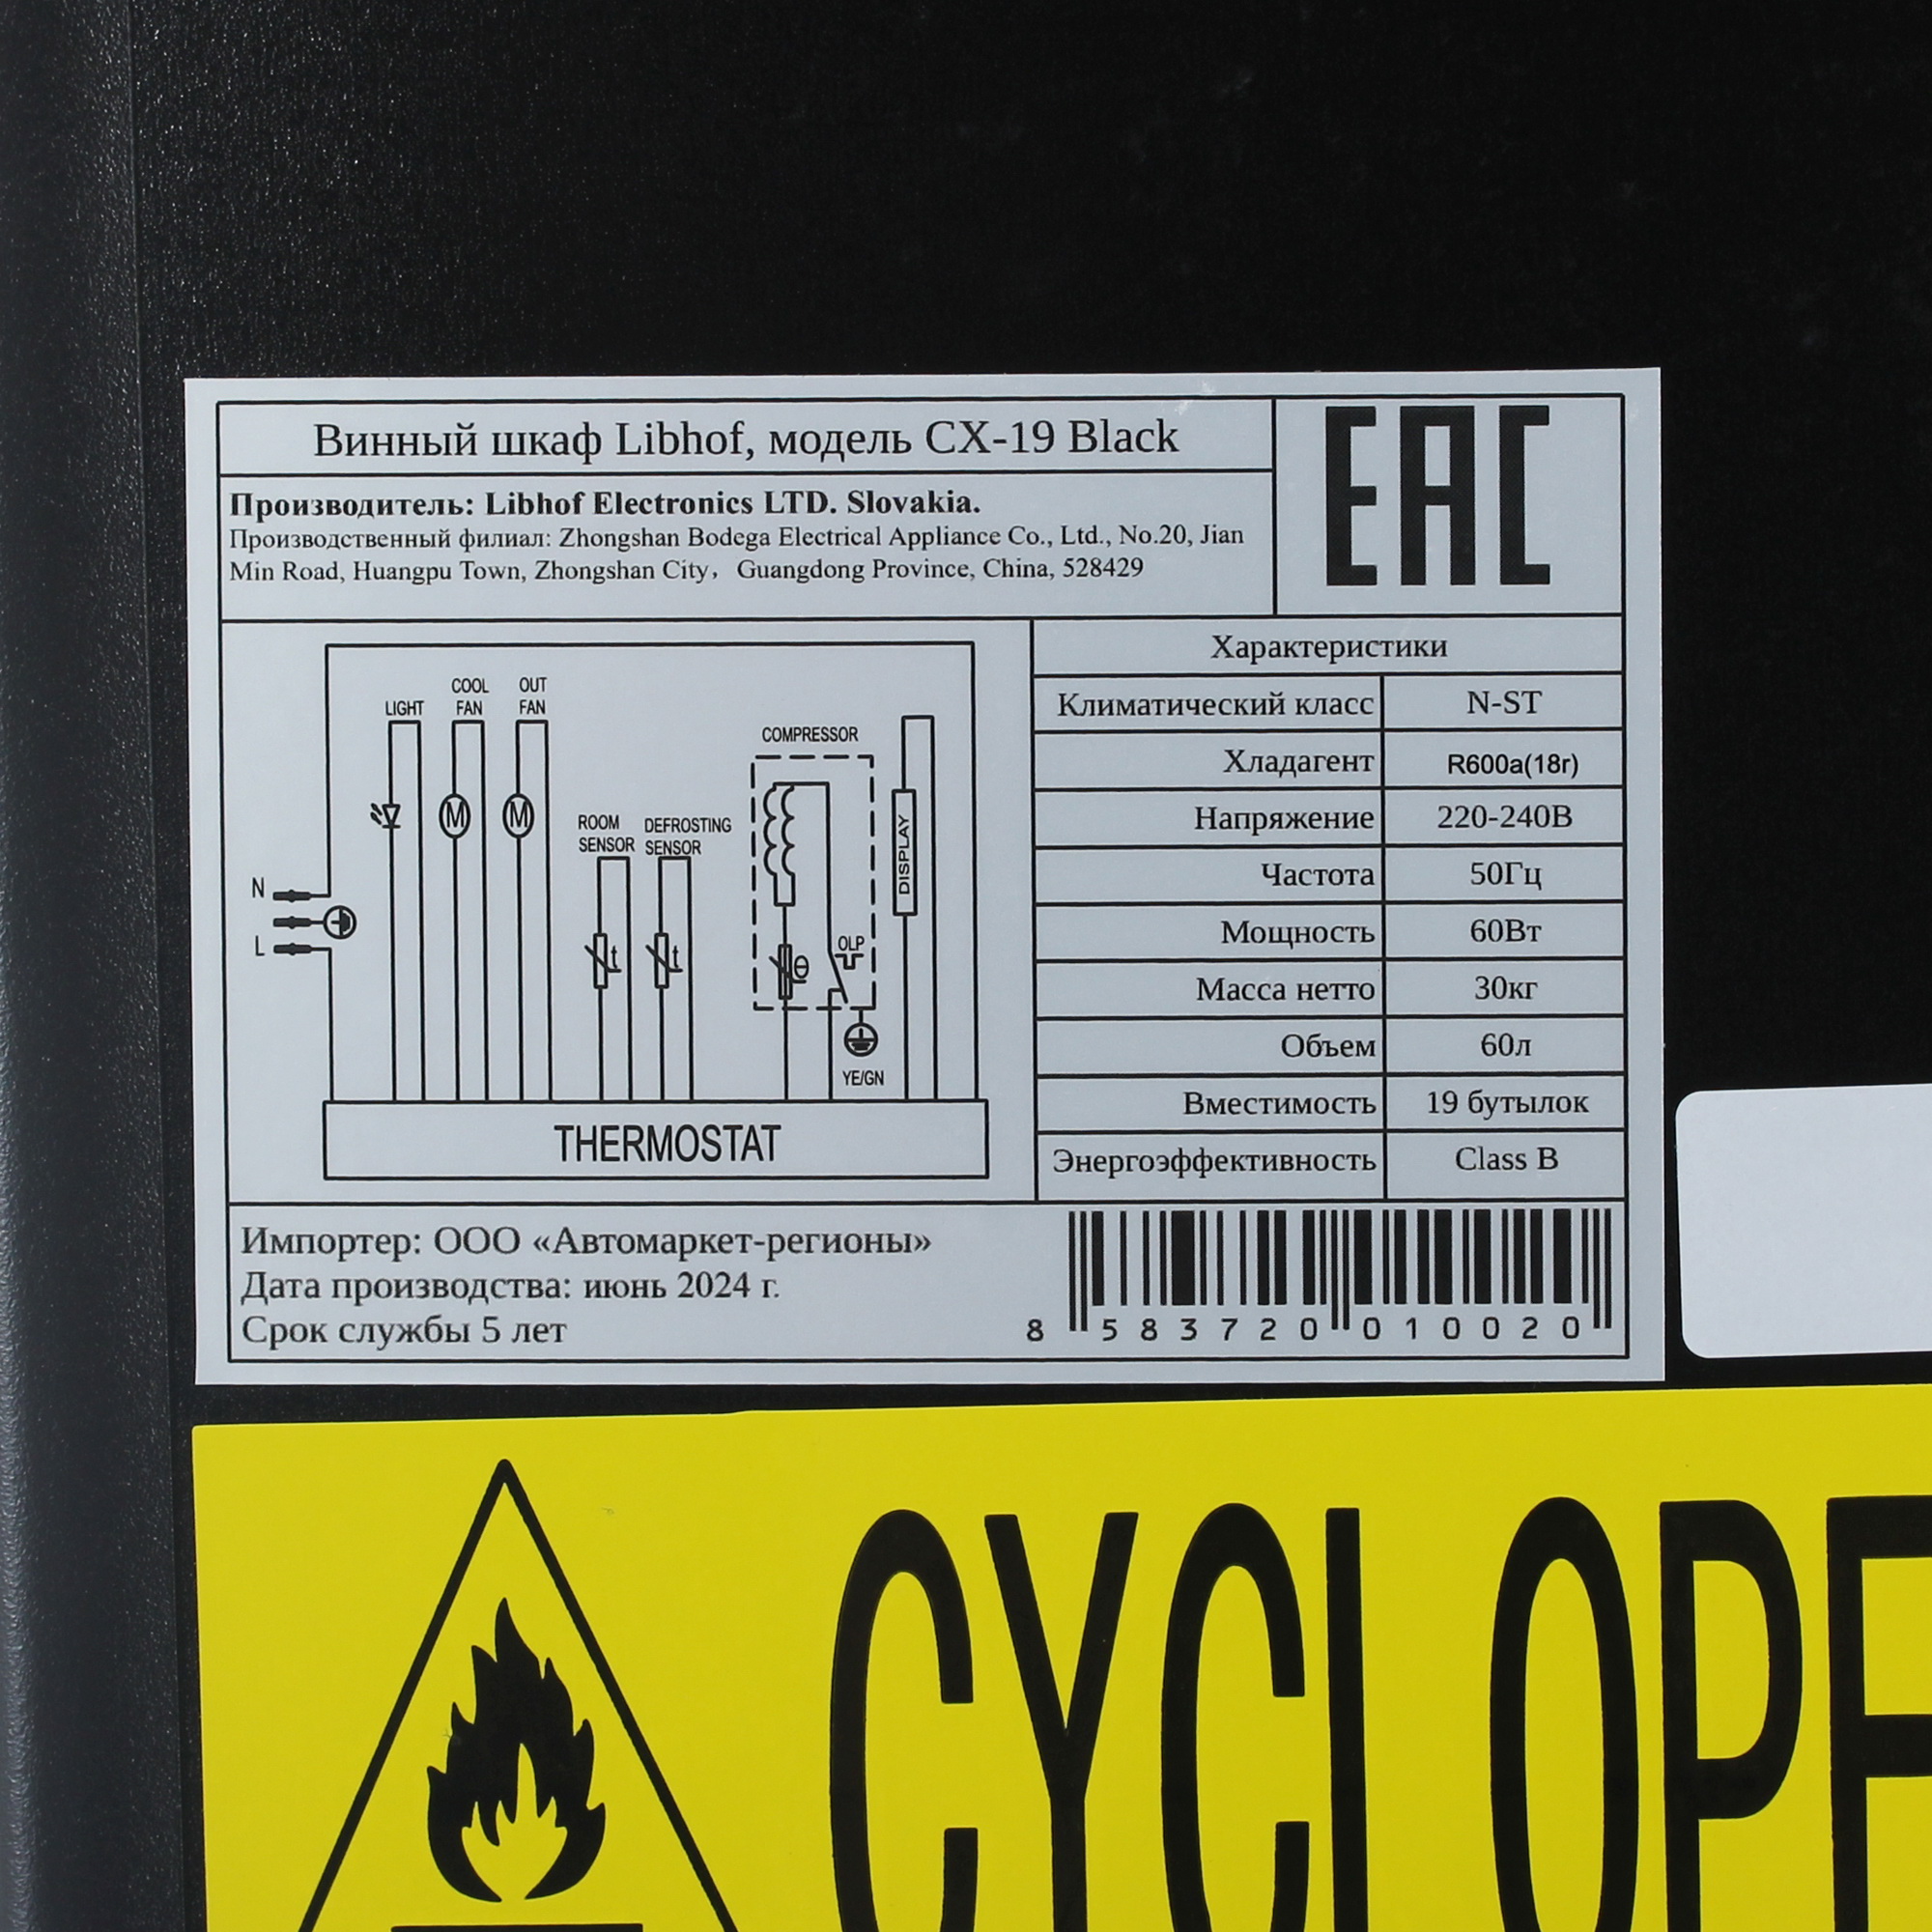 Винный шкаф Libhof, модель CX-19 Black
EAC
Производитель: Libhof Electronics LTD. Slovakia.
Производственный филиал: Zhongshan Bodega Electrical Appliance Co., Ltd., No.20, Jian
Min Road, Huangpu Town, Zhongshan City， Guangdong Province, China, 528429
LIGHT
COOL
FAN
OUT
FAN
M
M
ROOM
SENSOR
DEFROSTING
SENSOR
COMPRESSOR
DISPLAY
N
L
t
t
θ
OLP
YE/GN
THERMOSTAT
Характеристики
Климатический класс N-ST
Хладагент R600a(18г)
Напряжение 220-240В
Частота 50Гц
Мощность 60Вт
Масса нетто 30кг
Объем 60л
Вместимость 19 бутылок
Энергоэффективность Class B
Импортер: ООО «Автомаркет-регионы»
Дата производства: июнь 2024 г.
Срок службы 5 лет
8 583720 010020